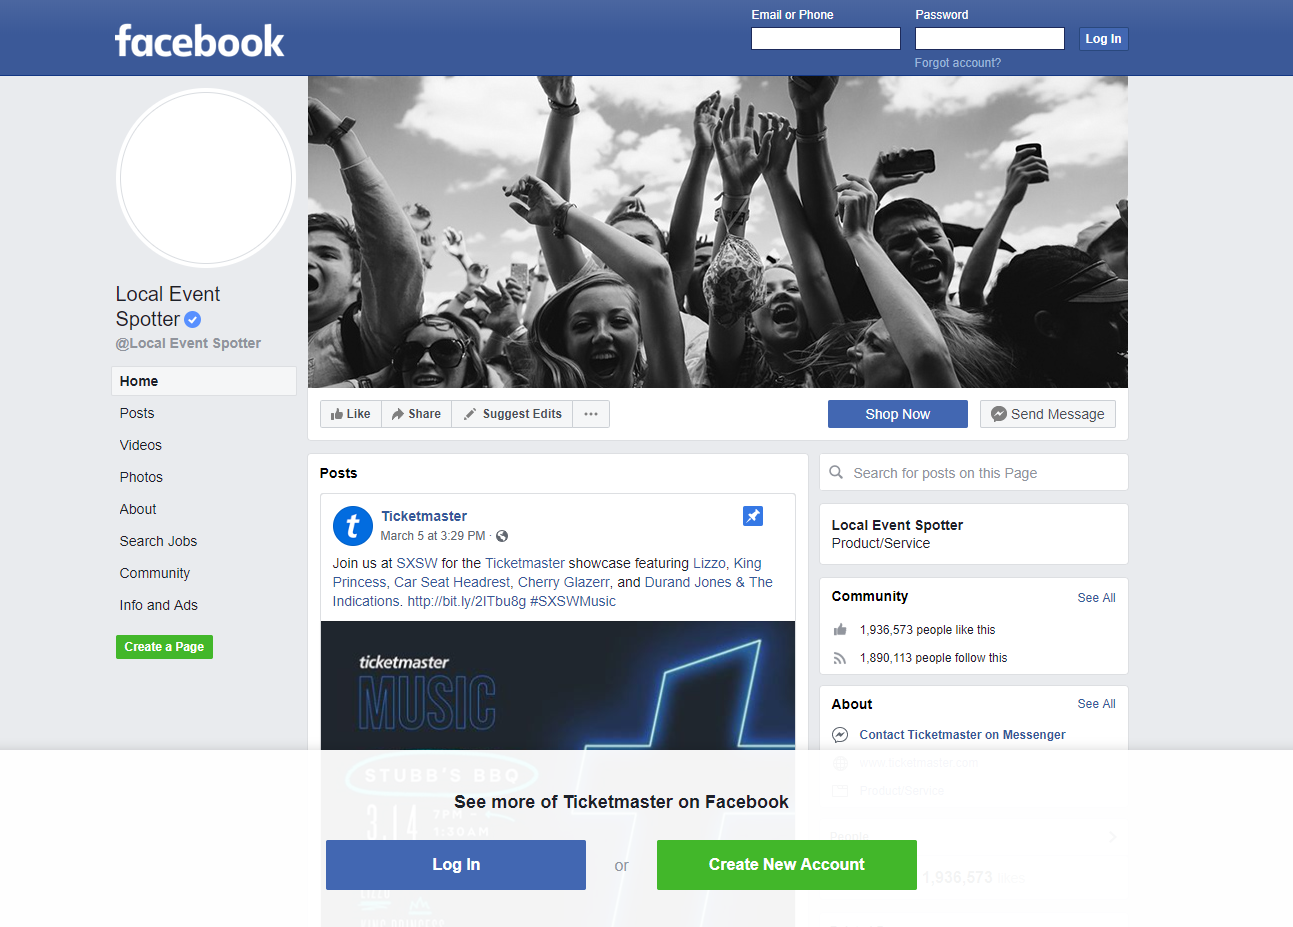 facebook
Email or Phone
Password
Log In
Forgot account?
Local Event
Spotter
@Local Event Spotter
Home
Posts
Videos
Photos
About
Search Jobs
Community
Info and Ads
Create a Page
Like
Share
Suggest Edits
Shop Now
Send Message
Posts
t
Ticketmaster
March 5 at 3:29 PM ·
Join us at SXSW for the Ticketmaster showcase featuring Lizzo, King
Princess, Car Seat Headrest, Cherry Glazerr, and Durand Jones & The
Indications. http://bit.ly/2ITbu8g #SXSWMusic
ticketmaster
MUSIC
STUBB'S BBQ
3.14
7PM –
1:30AM
Search for posts on this Page
Local Event Spotter
Product/Service
Community
See All
1,936,573 people like this
1,890,113 people follow this
About
See All
Contact Ticketmaster on Messenger
www.ticketmaster.com
Product/Service
People
1,936,573 likes
See more of Ticketmaster on Facebook
Log In
or
Create New Account